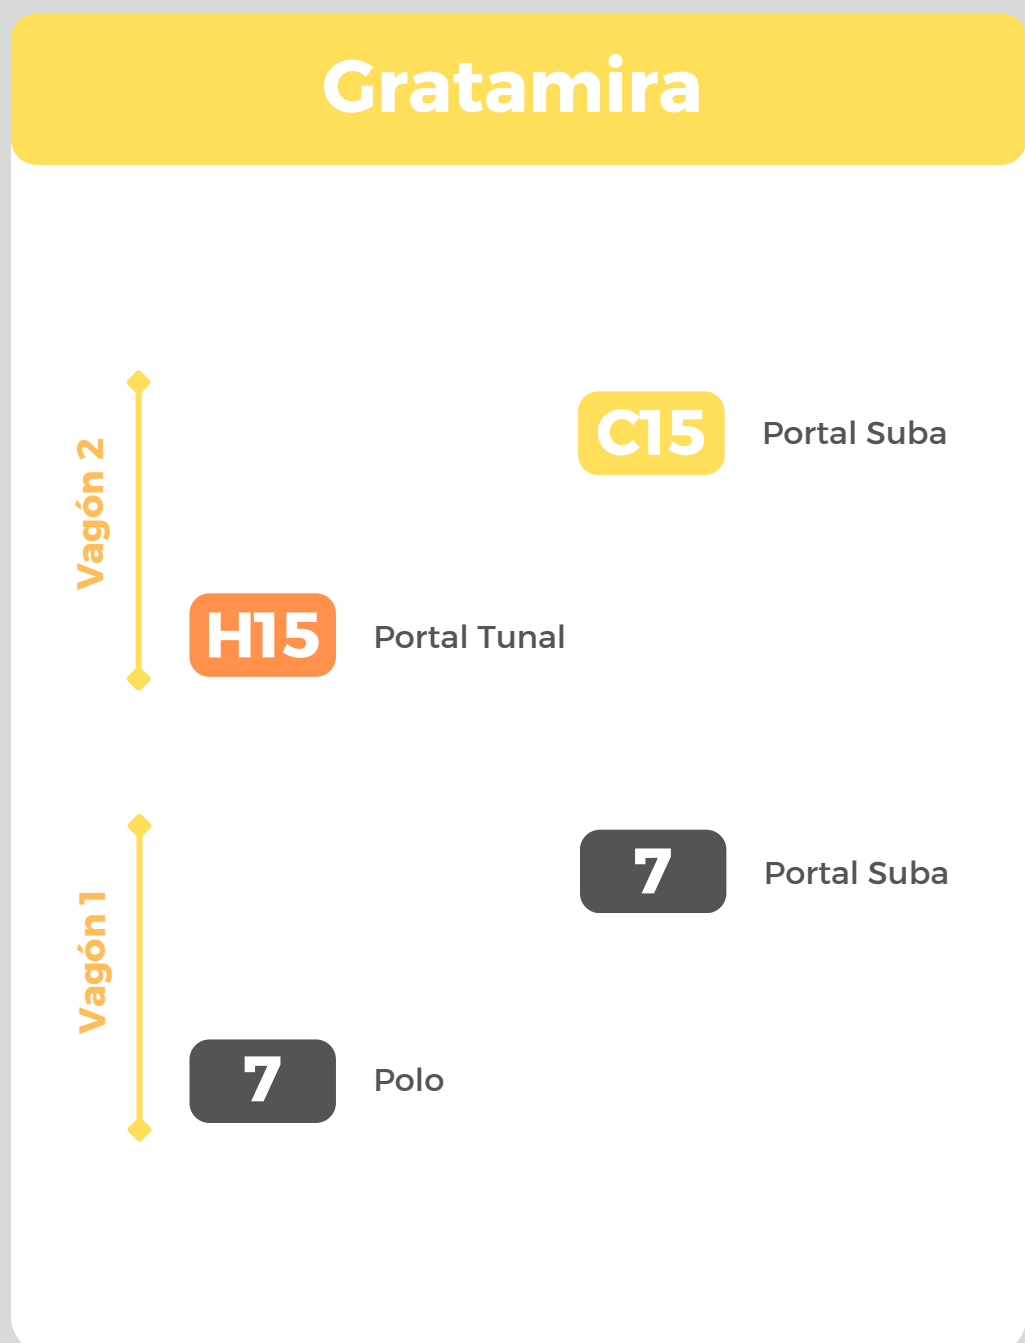 Gratamira
Vagón 2
C15 Portal Suba
H15 Portal Tunal
Vagón 1
7 Portal Suba
7 Polo